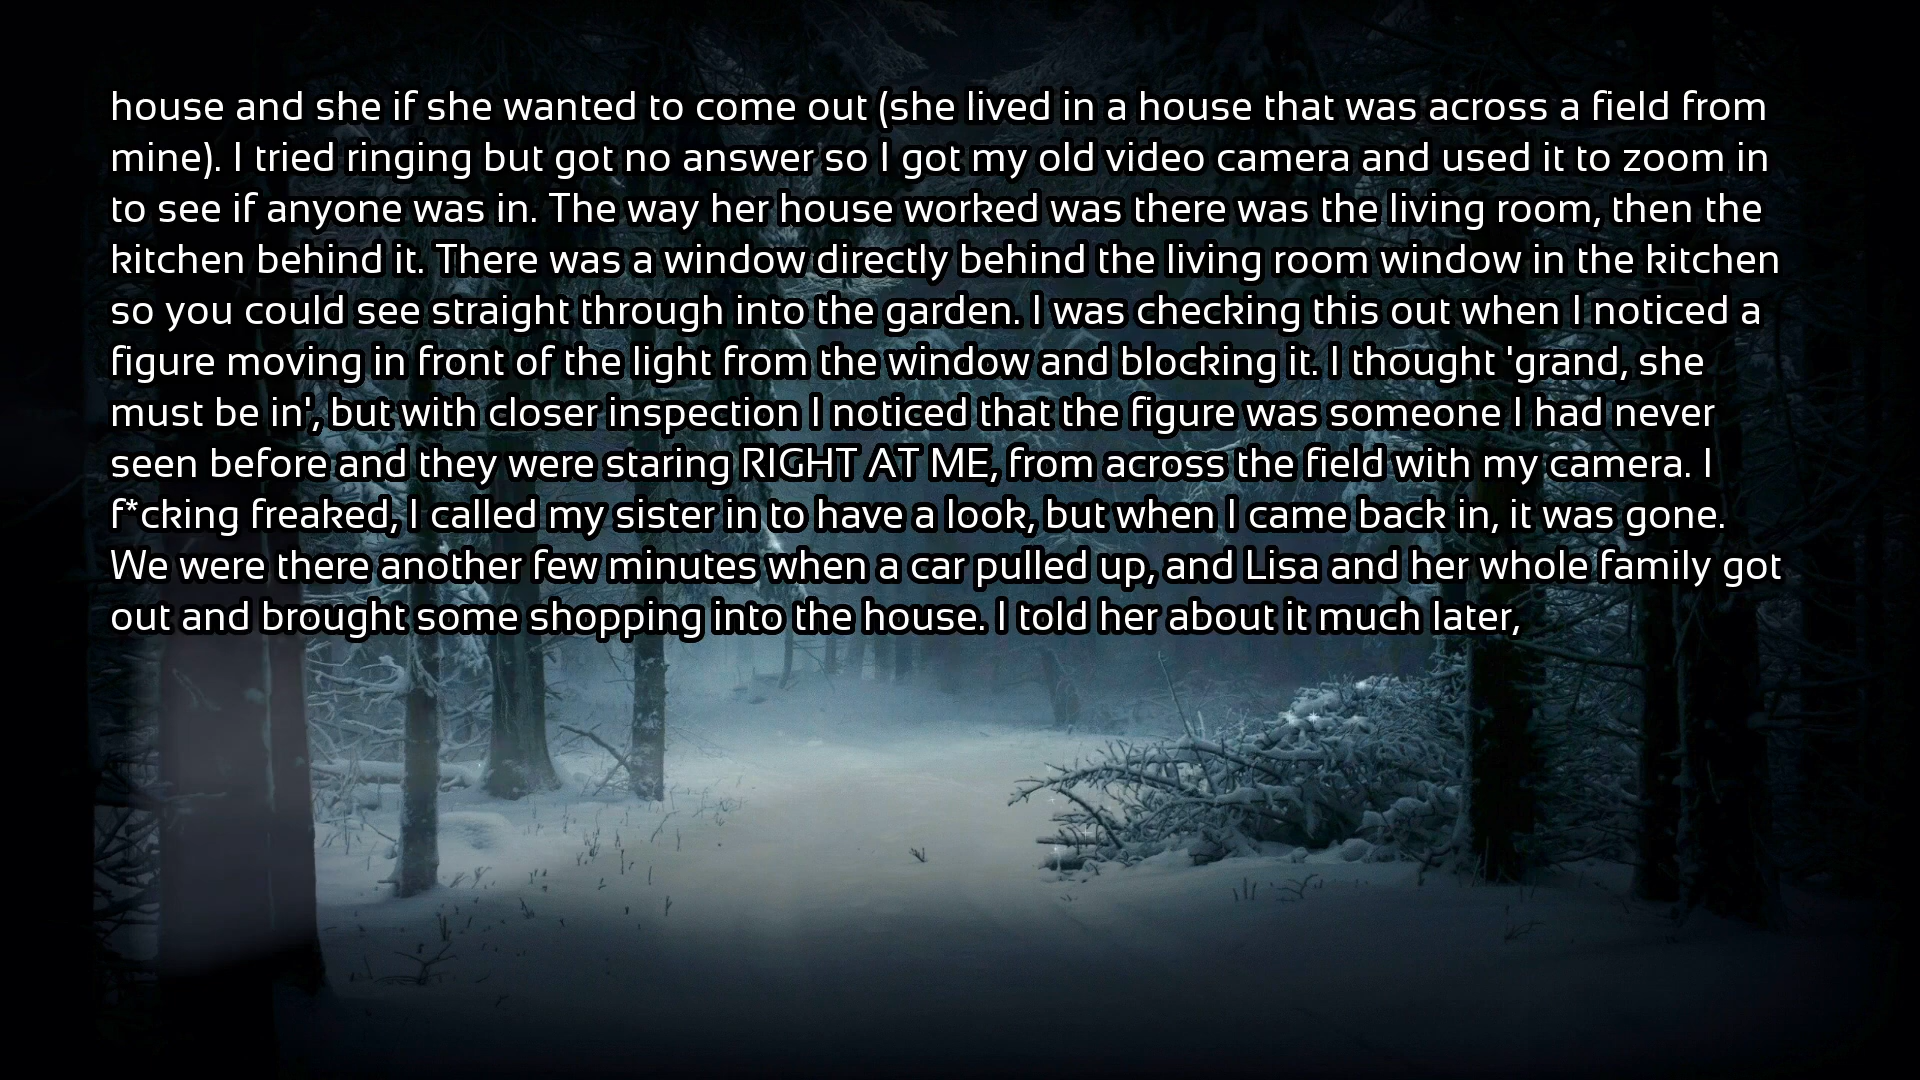 house and she if she wanted to come out (she lived in a house that was across a field from
mine). I tried ringing but got no answer so I got my old video camera and used it to zoom in
to see if anyone was in. The way her house worked was there was the living room, then the
kitchen behind it. There was a window directly behind the living room window in the kitchen
so you could see straight through into the garden. I was checking this out when I noticed a
figure moving in front of the light from the window and blocking it. I thought 'grand, she
must be in', but with closer inspection I noticed that the figure was someone I had never
seen before and they were staring RIGHT AT ME, from across the field with my camera. I
f*cking freaked, I called my sister in to have a look, but when I came back in, it was gone.
We were there another few minutes when a car pulled up, and Lisa and her whole family got
out and brought some shopping into the house. I told her about it much later,